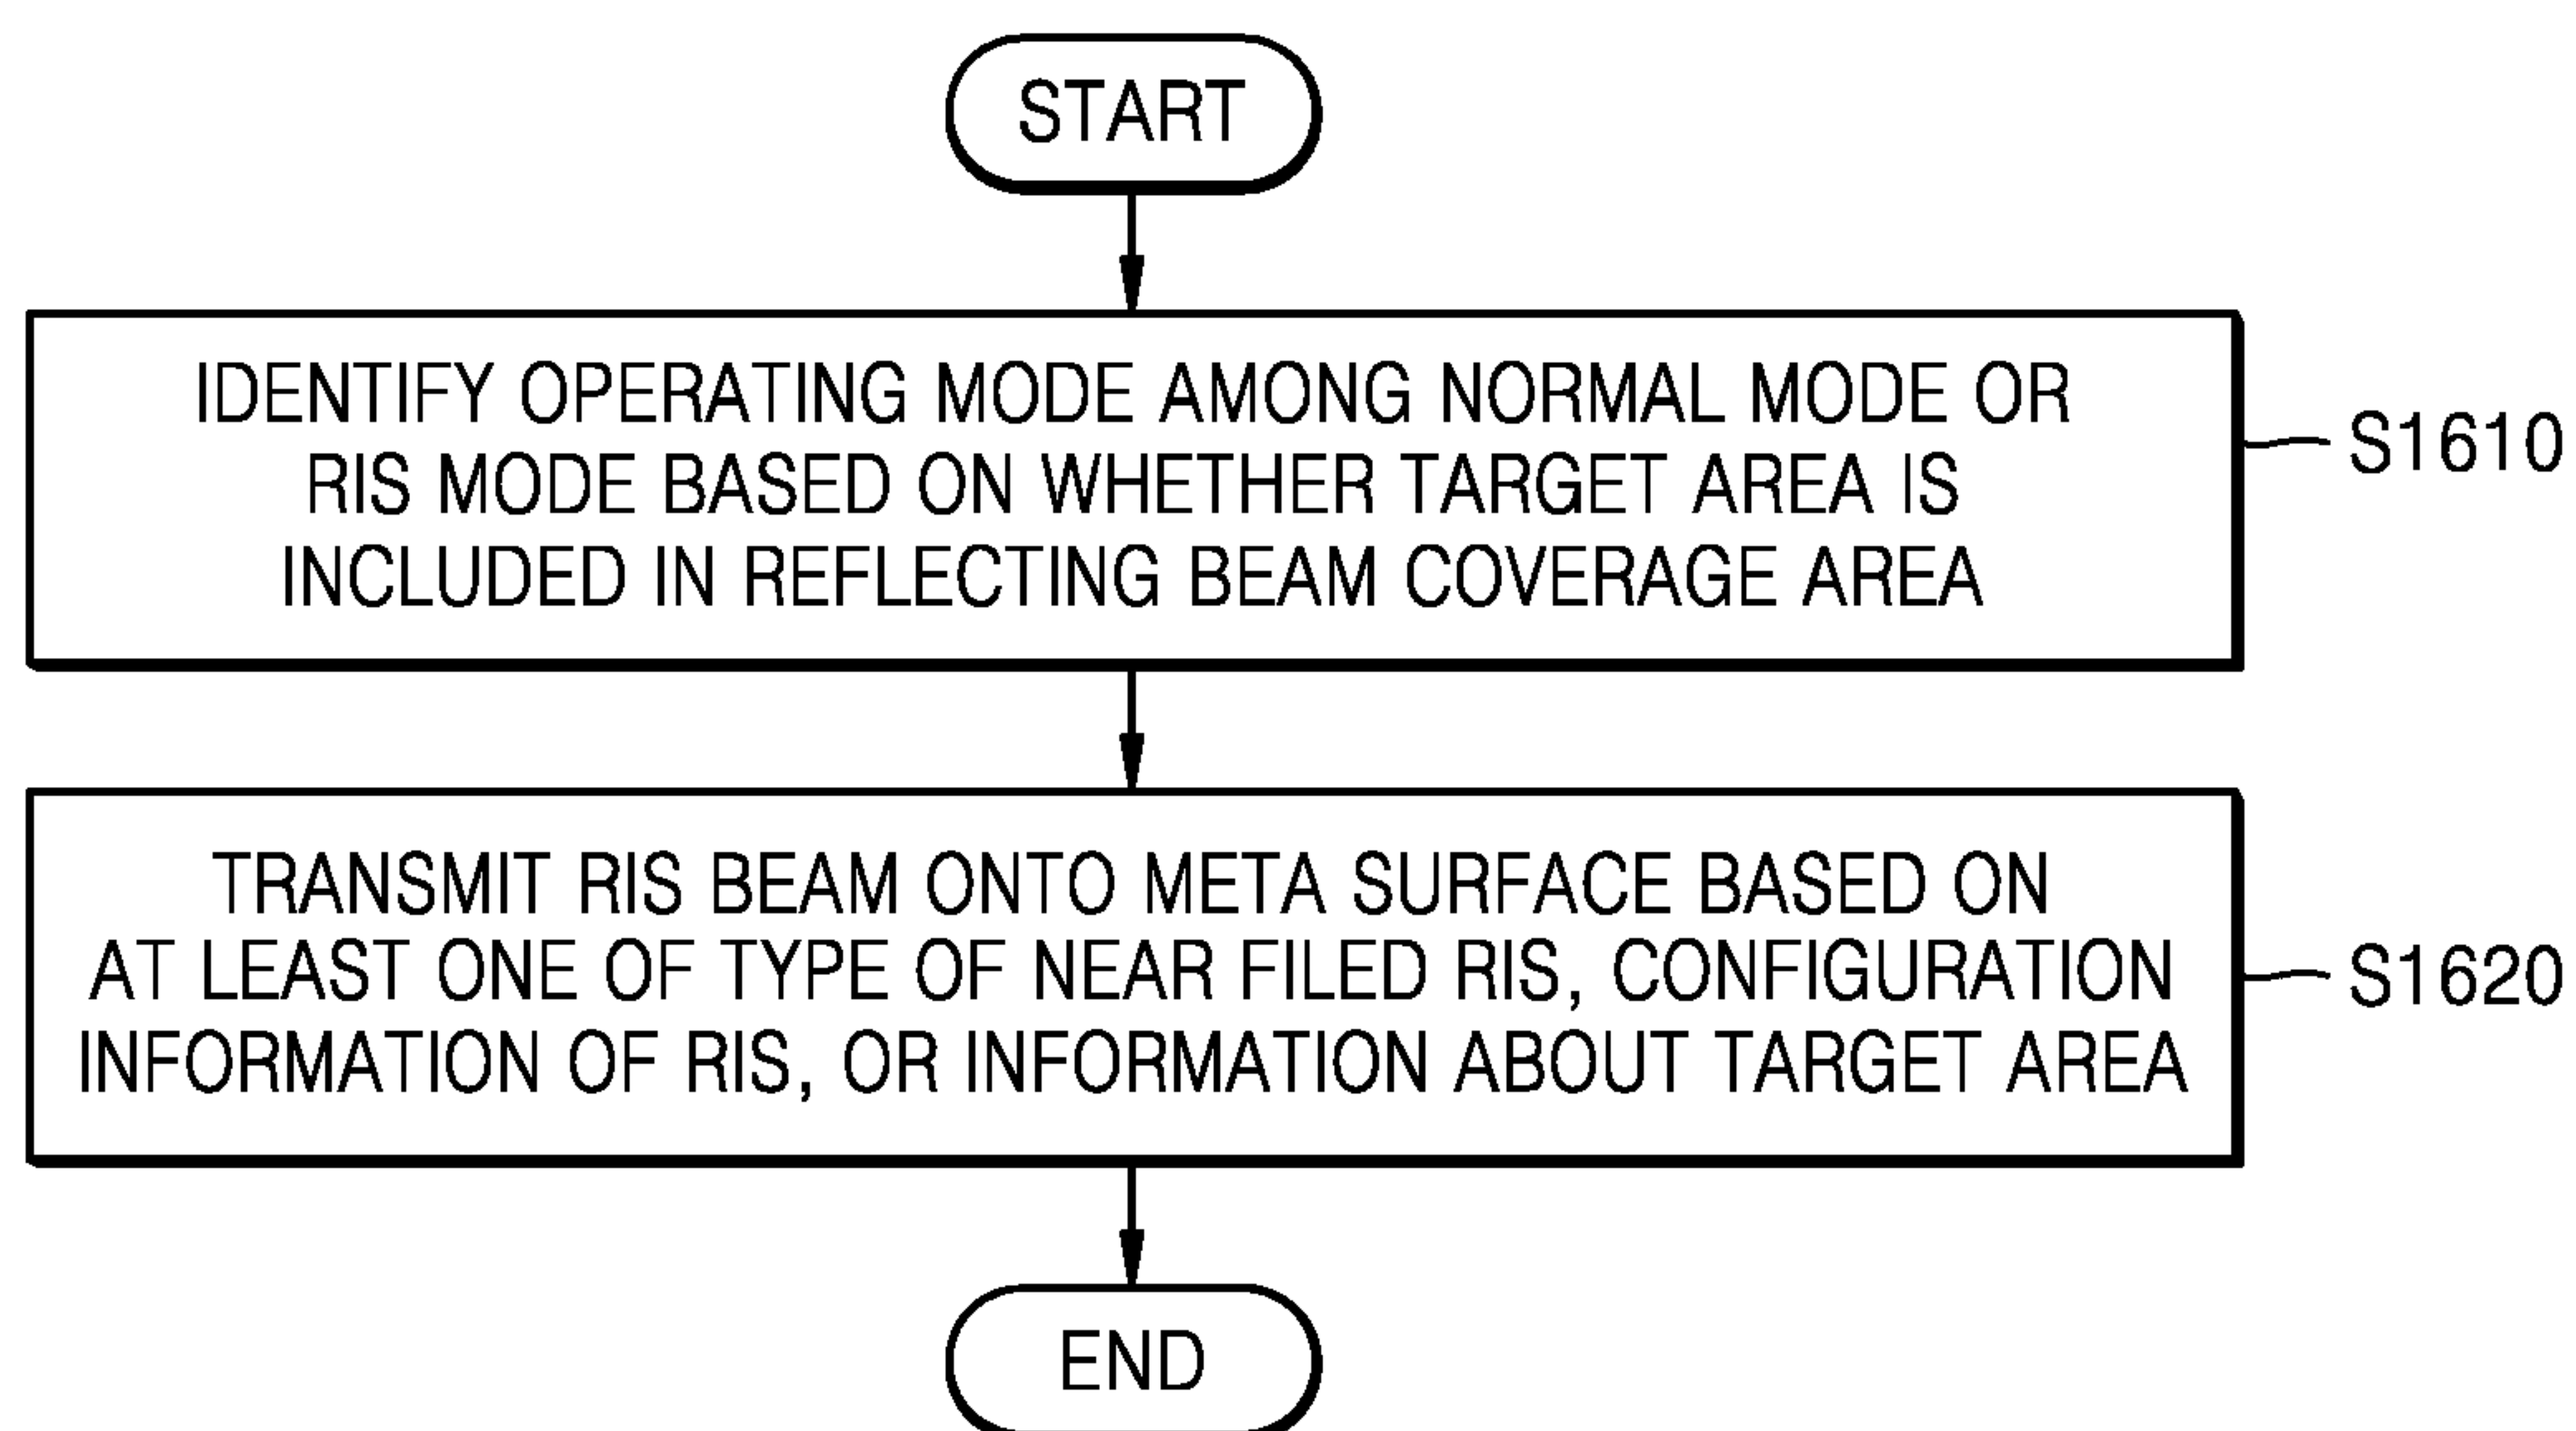 START
IDENTIFY OPERATING MODE AMONG NORMAL MODE OR
RIS MODE BASED ON WHETHER TARGET AREA IS
INCLUDED IN REFLECTING BEAM COVERAGE AREA
S1610
TRANSMIT RIS BEAM ONTO META SURFACE BASED ON
AT LEAST ONE OF TYPE OF NEAR FILED RIS, CONFIGURATION
INFORMATION OF RIS, OR INFORMATION ABOUT TARGET AREA
S1620
END